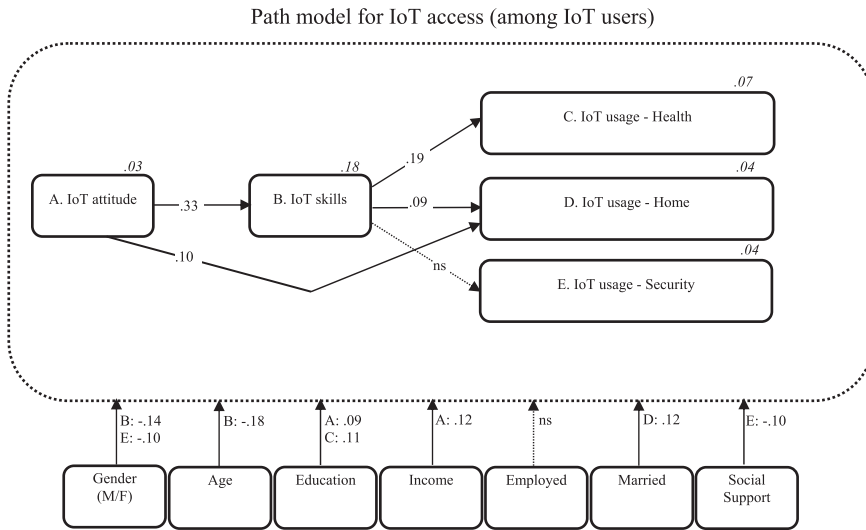 Path model for IoT access (among IoT users)
.07
C. IoT usage - Health
.03
.18
.19
.04
A. IoT attitude
.33
B. IoT skills
.09
D. IoT usage - Home
.10
ns
.04
E. IoT usage - Security
B: -.14
E: -.10
B: -.18
A: .09
C: .11
A: .12
ns
D: .12
E: -.10
Gender
(M/F)
Age
Education
Income
Employed
Married
Social
Support